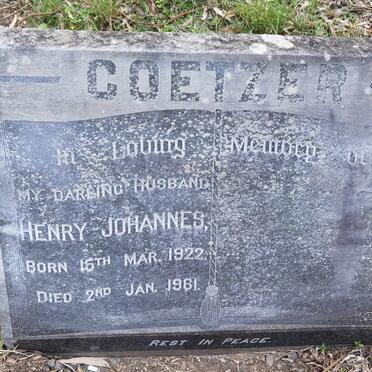 COETZER
In Loving Memory of
MY DARLING HUSBAND
HENRY JOHANNES,
BORN 15TH MAR. 1922.
DIED 2ND JAN. 1961.
REST IN PEACE.